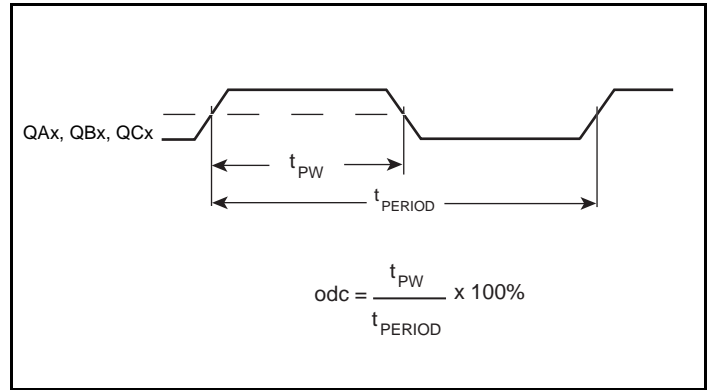 QAx, QBx, QCx
tPW
tPERIOD
odc = tPW / tPERIOD x 100%